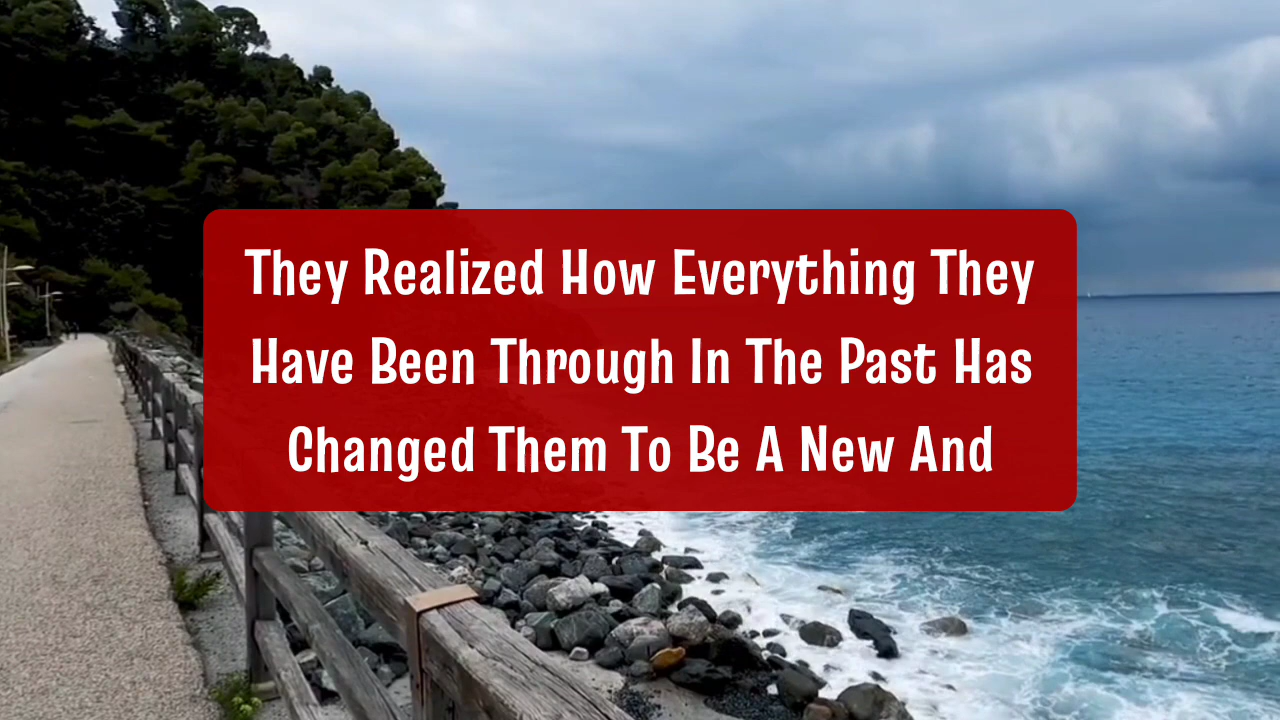 They Realized How Everything They
Have Been Through In The Past Has
Changed Them To Be A New And